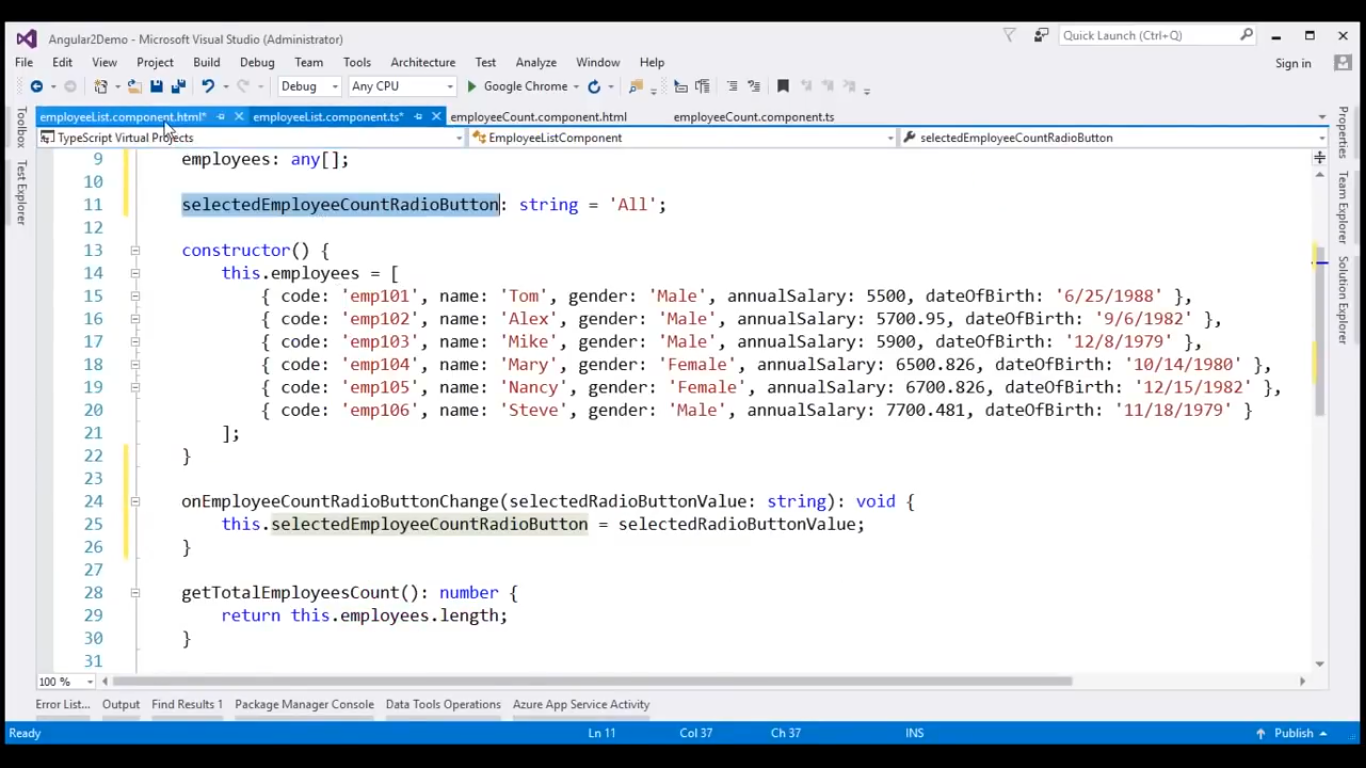 Angular2Demo - Microsoft Visual Studio (Administrator)
Quick Launch (Ctrl+Q)
File Edit View Project Build Debug Team Tools Architecture Test Analyze Window Help
Sign in
Debug Any CPU Google Chrome
employeeList.component.html* employeeList.component.ts* employeeCount.component.html employeeCount.component.ts
TypeScript Virtual Projects EmployeeListComponent selectedEmployeeCountRadioButton
Toolbox
Test Explorer
9 employees: any[];
10
11 selectedEmployeeCountRadioButton: string = 'All';
12
13 constructor() {
14 this.employees = [
15 { code: 'emp101', name: 'Tom', gender: 'Male', annualSalary: 5500, dateOfBirth: '6/25/1988' },
16 { code: 'emp102', name: 'Alex', gender: 'Male', annualSalary: 5700.95, dateOfBirth: '9/6/1982' },
17 { code: 'emp103', name: 'Mike', gender: 'Male', annualSalary: 5900, dateOfBirth: '12/8/1979' },
18 { code: 'emp104', name: 'Mary', gender: 'Female', annualSalary: 6500.826, dateOfBirth: '10/14/1980' },
19 { code: 'emp105', name: 'Nancy', gender: 'Female', annualSalary: 6700.826, dateOfBirth: '12/15/1982' },
20 { code: 'emp106', name: 'Steve', gender: 'Male', annualSalary: 7700.481, dateOfBirth: '11/18/1979' }
21 ];
22 }
23
24 onEmployeeCountRadioButtonChange(selectedRadioButtonValue: string): void {
25 this.selectedEmployeeCountRadioButton = selectedRadioButtonValue;
26 }
27
28 getTotalEmployeesCount(): number {
29 return this.employees.length;
30 }
31
Properties
Team Explorer
Solution Explorer
100 %
Error List... Output Find Results 1 Package Manager Console Data Tools Operations Azure App Service Activity
Ready Ln 11 Col 37 Ch 37 INS Publish